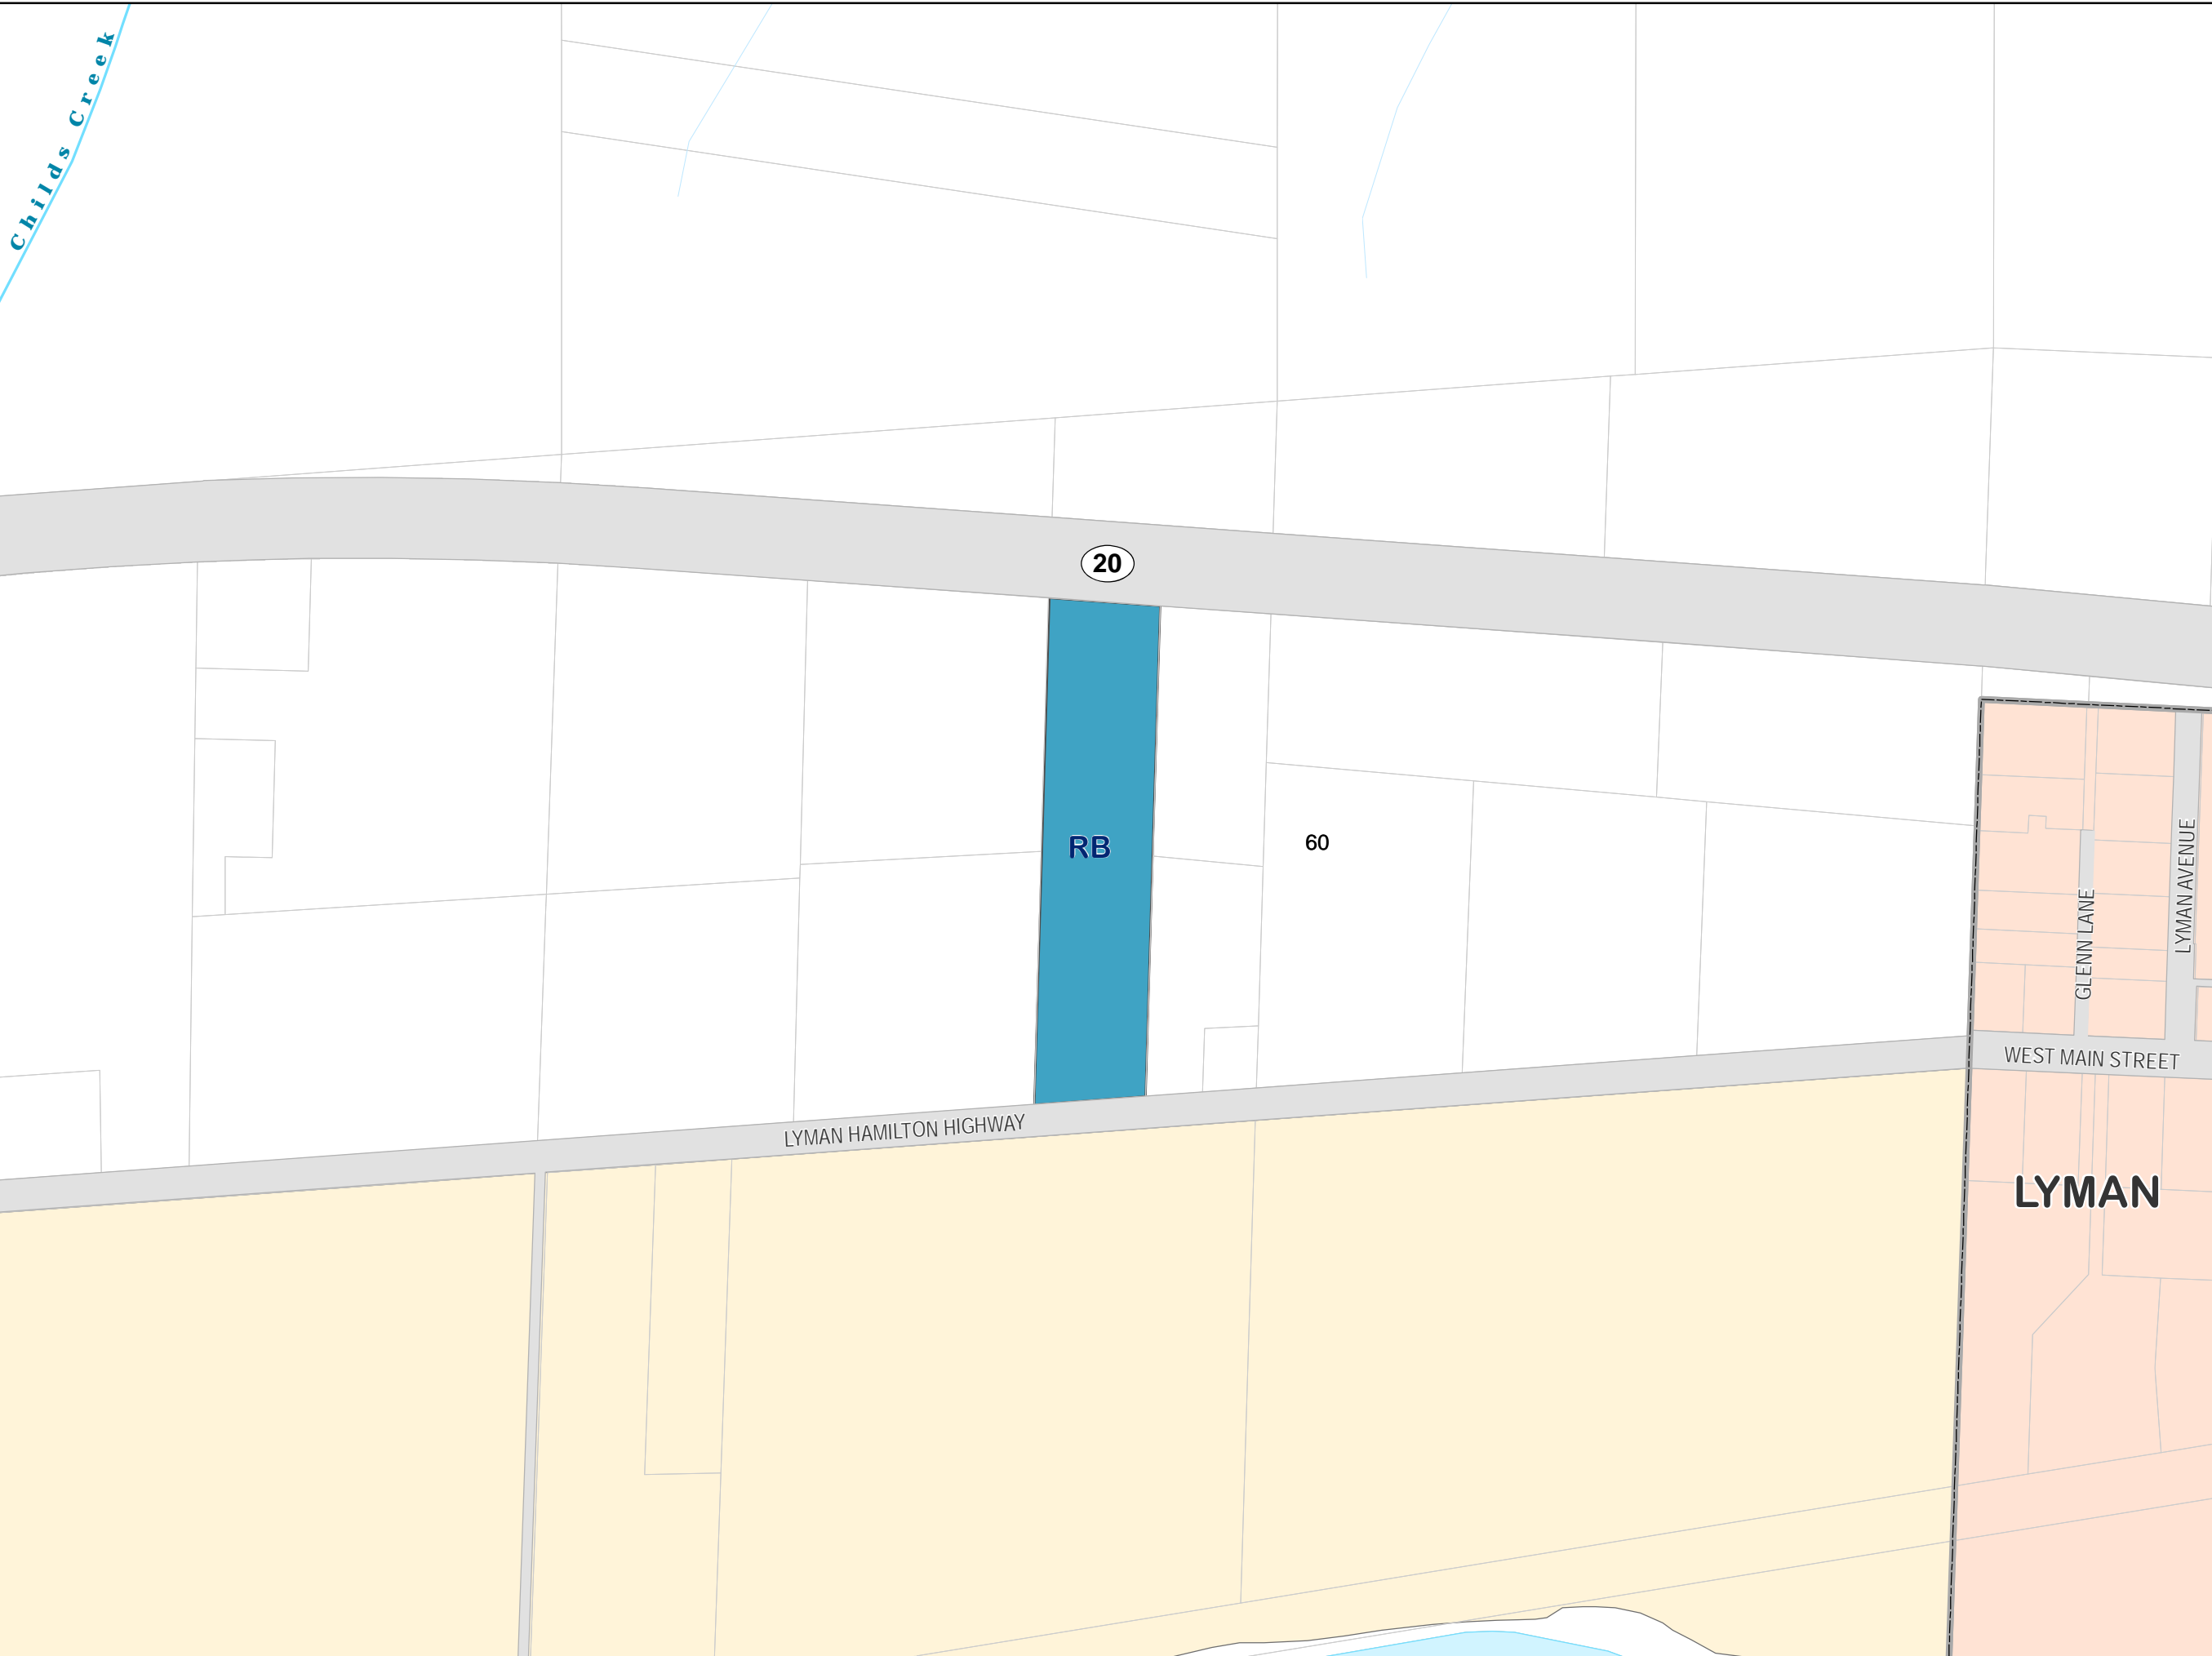 Childs Creek
20
RB
60
LYMAN AVENUE
GLENN LANE
WEST MAIN STREET
LYMAN HAMILTON HIGHWAY
LYMAN